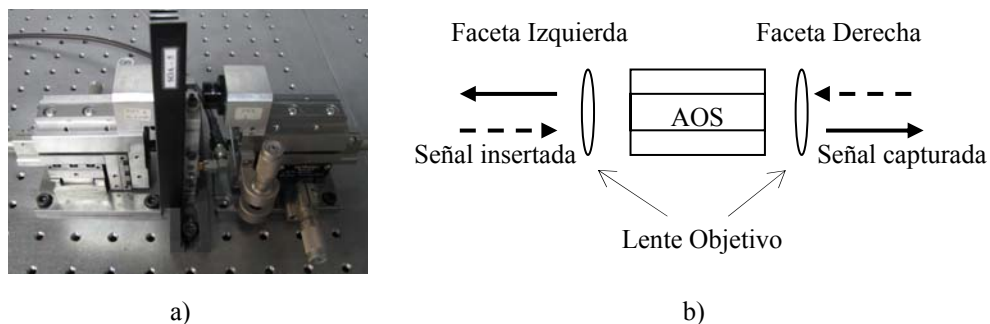 Faceta Izquierda
Faceta Derecha
AOS
Señal insertada
Señal capturada
Lente Objetivo
a)
b)